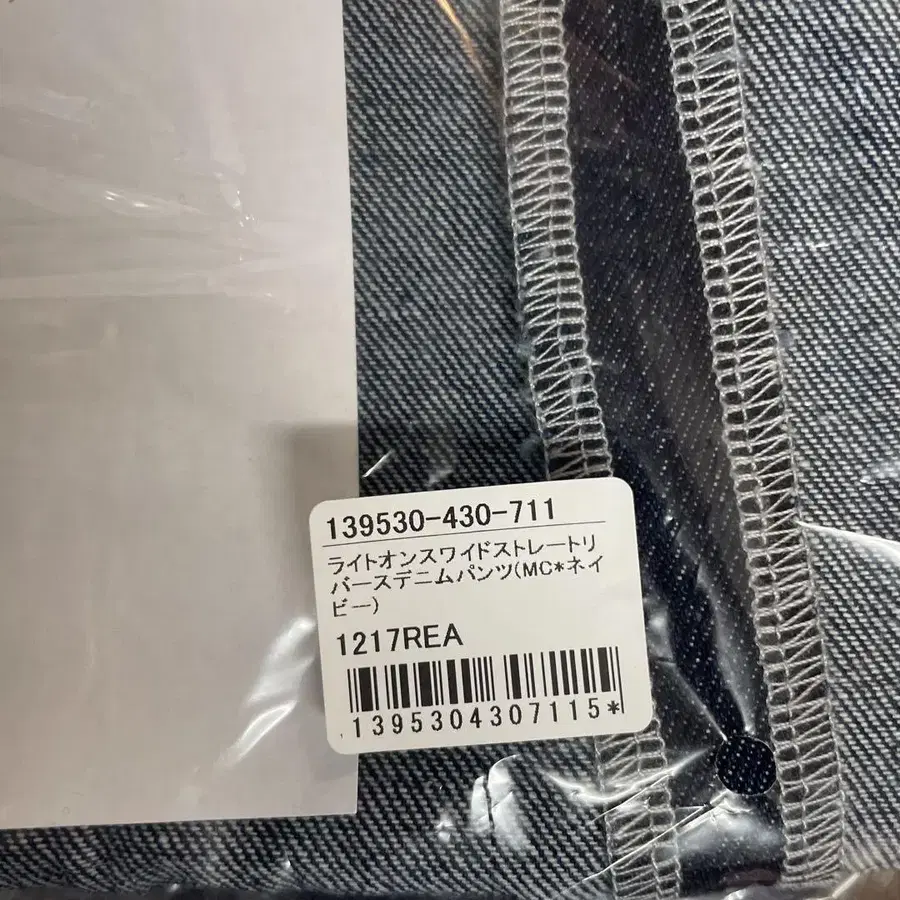 139530-430-711
ライトオンスワイドストレートリ
バースデニムパンツ(MC*ネイ
ビー)
1217REA
1395304307115*